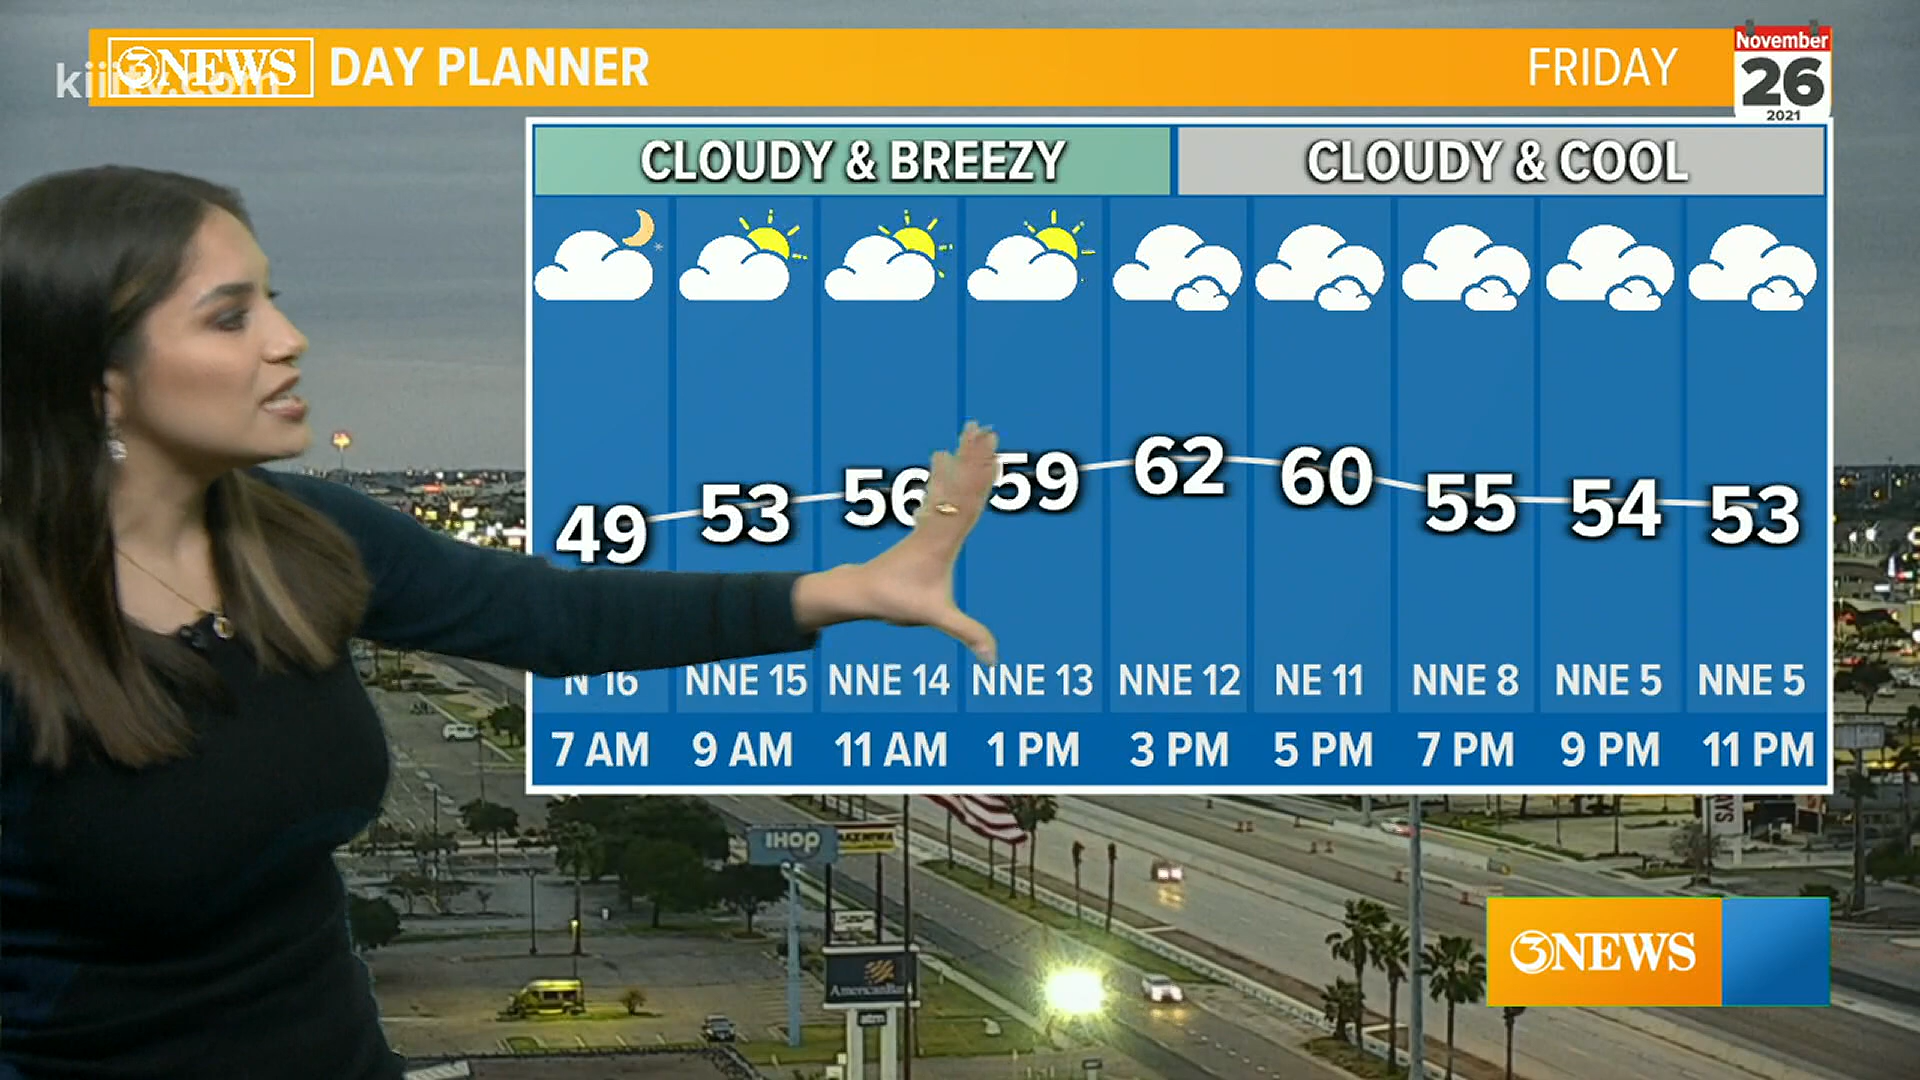 3NEWS DAY PLANNER
kiiitv.com
FRIDAY
November
26
2021
CLOUDY & BREEZY
CLOUDY & COOL
49 53 56 59 62 60 55 54 53
N 16 NNE 15 NNE 14 NNE 13 NNE 12 NE 11 NNE 8 NNE 5 NNE 5
7 AM 9 AM 11 AM 1 PM 3 PM 5 PM 7 PM 9 PM 11 PM
IHOP
AmericanBank
atm
3NEWS